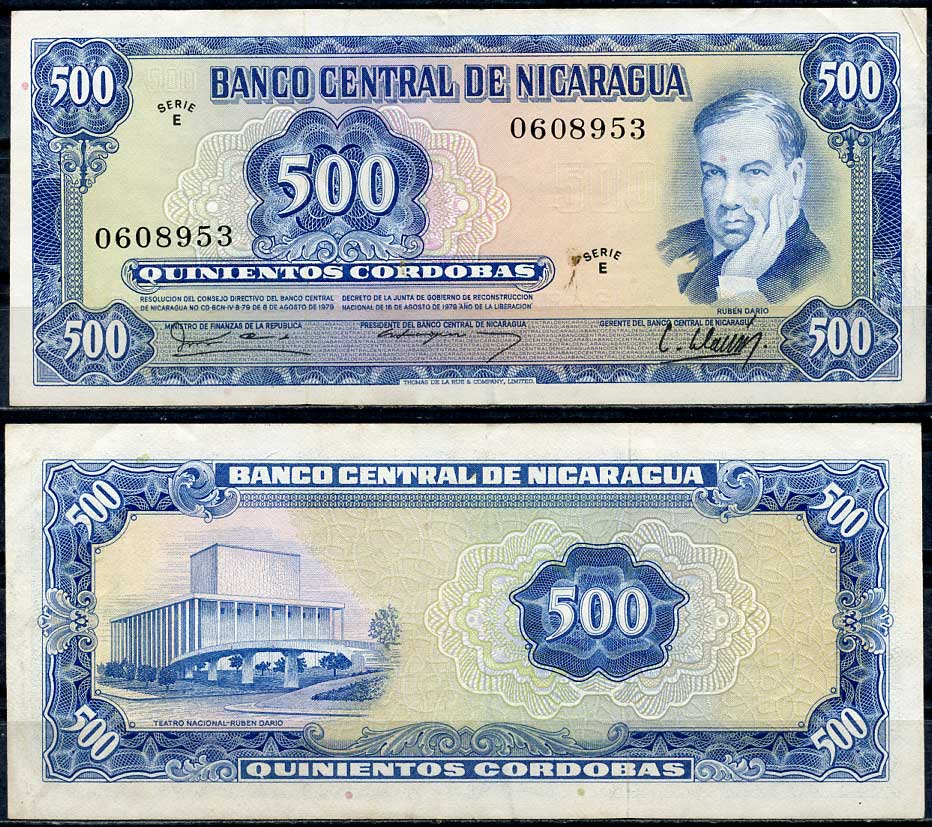 500
500
500
BANCO CENTRAL DE NICARAGUA
500
SERIE
E
0608953
500
0608953
SERIE
E
QUINIENTOS CORDOBAS
RESOLUCION DEL CONSEJO DIRECTIVO DEL BANCO CENTRAL
DE NICARAGUA NO CD-BCN-IV-8-79 DE 6 DE AGOSTO DE 1979
DECRETO DE LA JUNTA DE GOBIERNO DE RECONSTRUCCION
NACIONAL DE 16 DE AGOSTO DE 1979 AÑO DE LA LIBERACION
RUBEN DARIO
500
MINISTRO DE FINANZAS DE LA REPUBLICA
PRESIDENTE DEL BANCO CENTRAL DE NICARAGUA
GERENTE DEL BANCO CENTRAL DE NICARAGUA
500
THOMAS DE LA RUE & COMPANY, LIMITED.
BANCO CENTRAL DE NICARAGUA
500
500
500
TEATRO NACIONAL-RUBEN DARIO
500
500
QUINIENTOS CORDOBAS